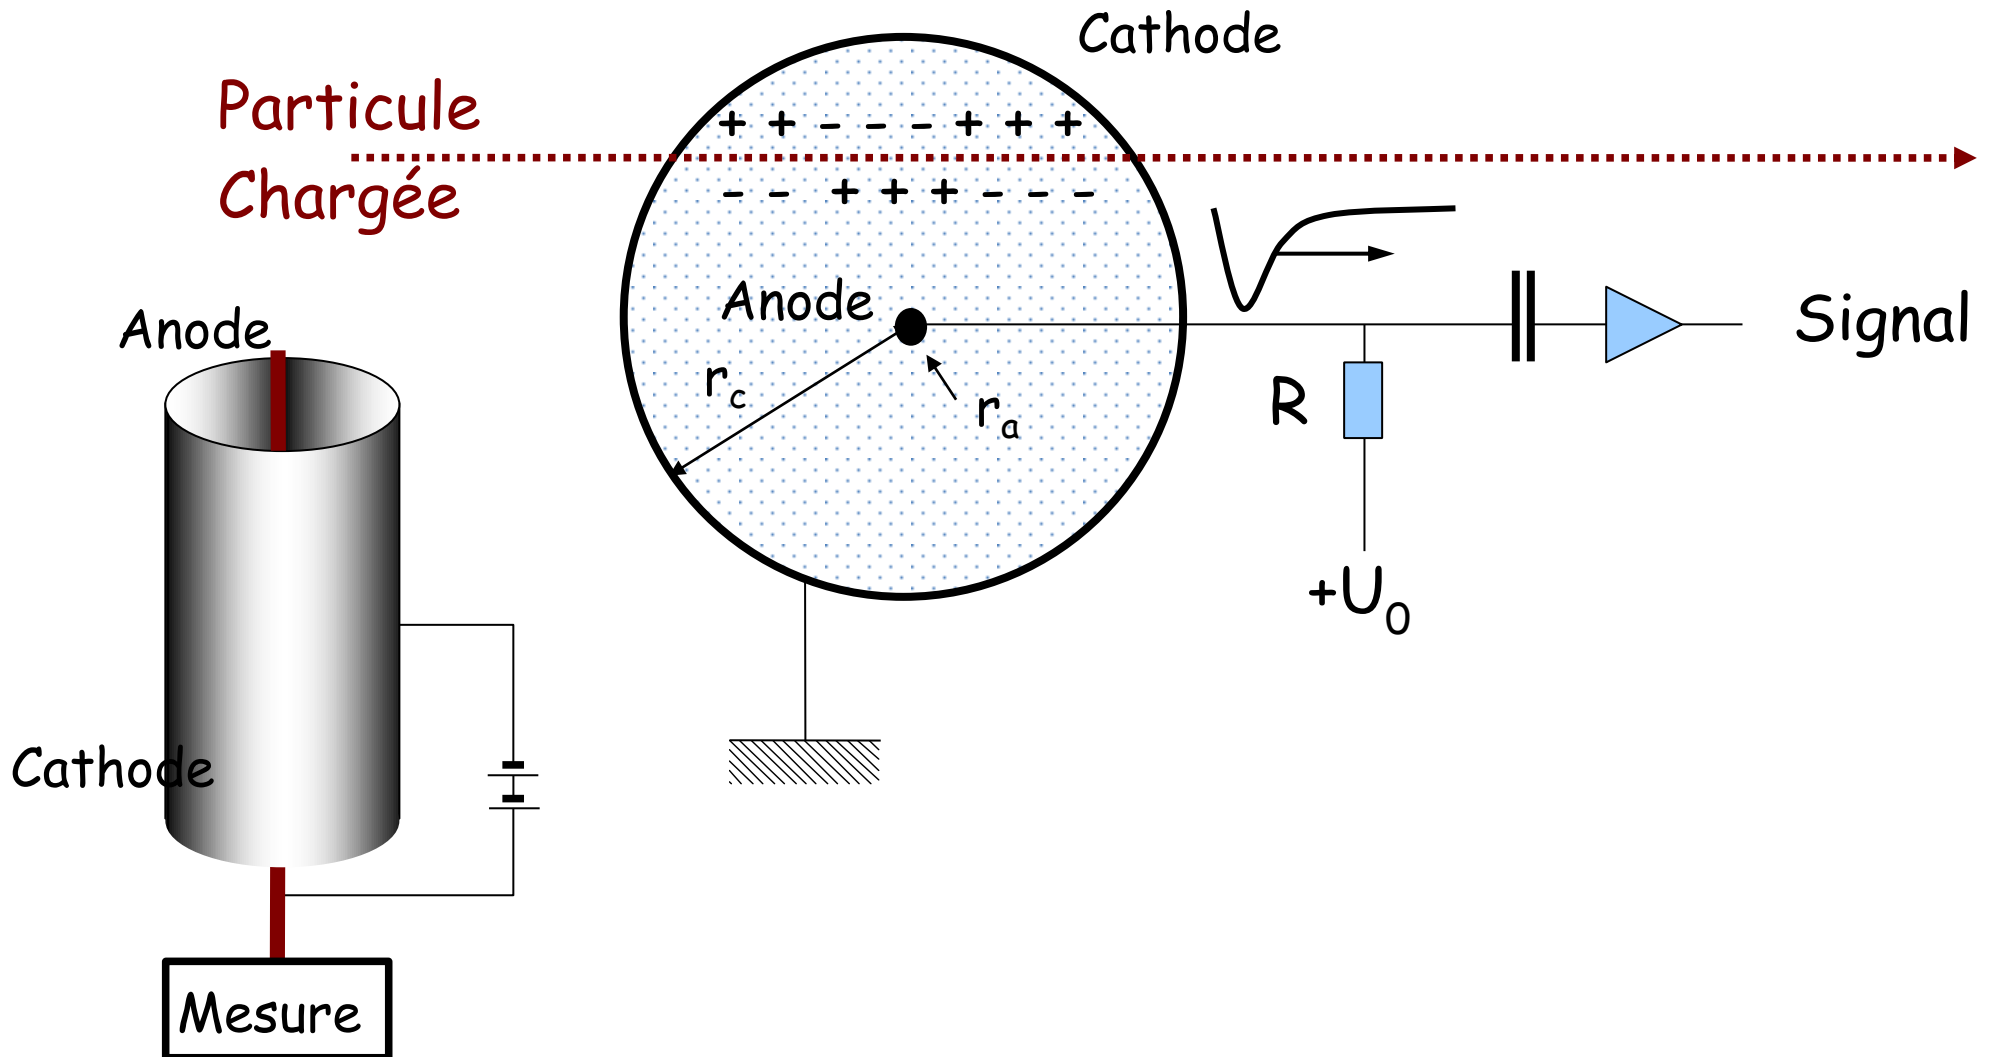 Cathode
Particule
Chargée
+ + - - - + + +
- - + + + - - -
Anode
r_c
r_a
Signal
R
+U_0
Anode
Cathode
Mesure